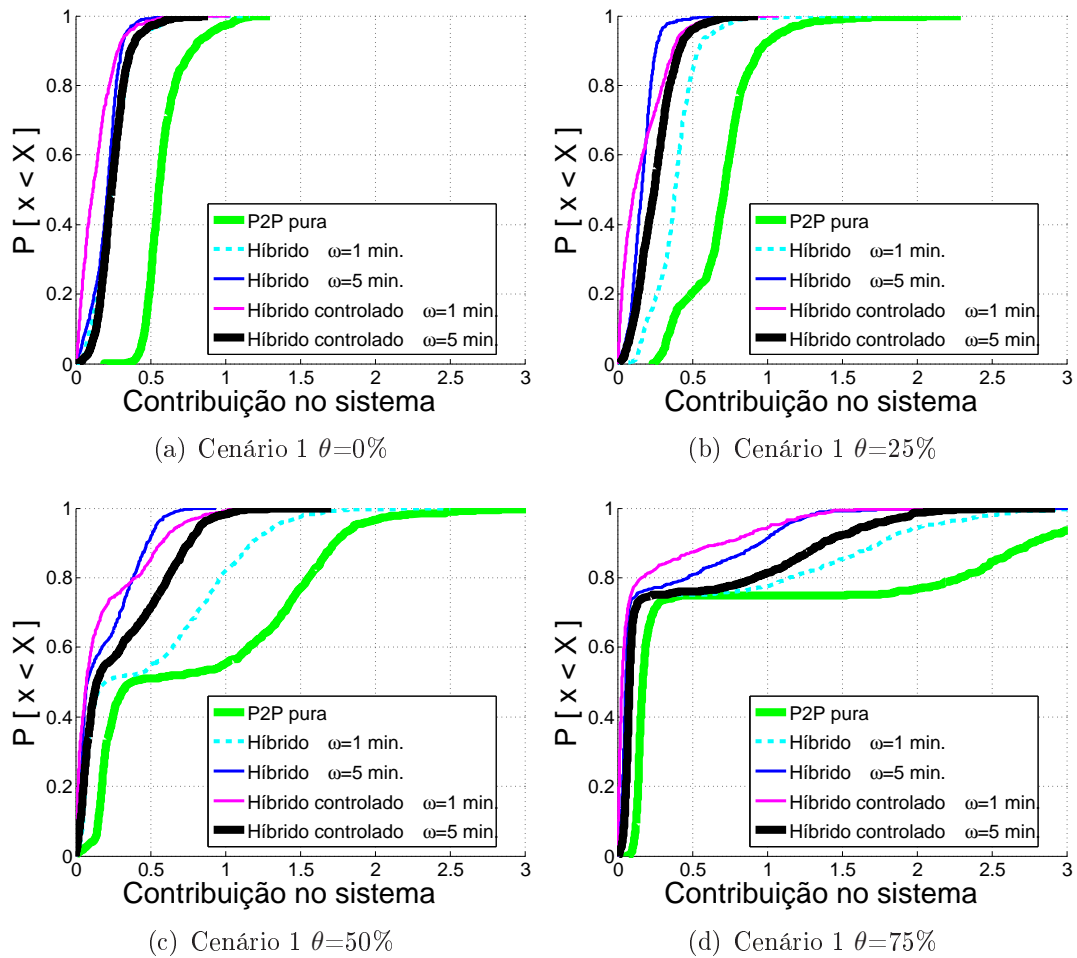 1
0.8
0.6
0.4
0.2
0
P [ x < X ]
P2P pura
Híbrido ω=1 min.
Híbrido ω=5 min.
Híbrido controlado ω=1 min.
Híbrido controlado ω=5 min.
0 0.5 1 1.5 2 2.5 3
Contribuição no sistema
(a) Cenário 1 θ=0%
1
0.8
0.6
0.4
0.2
0
P [ x < X ]
P2P pura
Híbrido ω=1 min.
Híbrido ω=5 min.
Híbrido controlado ω=1 min.
Híbrido controlado ω=5 min.
0 0.5 1 1.5 2 2.5 3
Contribuição no sistema
(b) Cenário 1 θ=25%
1
0.8
0.6
0.4
0.2
0
P [ x < X ]
P2P pura
Híbrido ω=1 min.
Híbrido ω=5 min.
Híbrido controlado ω=1 min.
Híbrido controlado ω=5 min.
0 0.5 1 1.5 2 2.5 3
Contribuição no sistema
(c) Cenário 1 θ=50%
1
0.8
0.6
0.4
0.2
0
P [ x < X ]
P2P pura
Híbrido ω=1 min.
Híbrido ω=5 min.
Híbrido controlado ω=1 min.
Híbrido controlado ω=5 min.
0 0.5 1 1.5 2 2.5 3
Contribuição no sistema
(d) Cenário 1 θ=75%